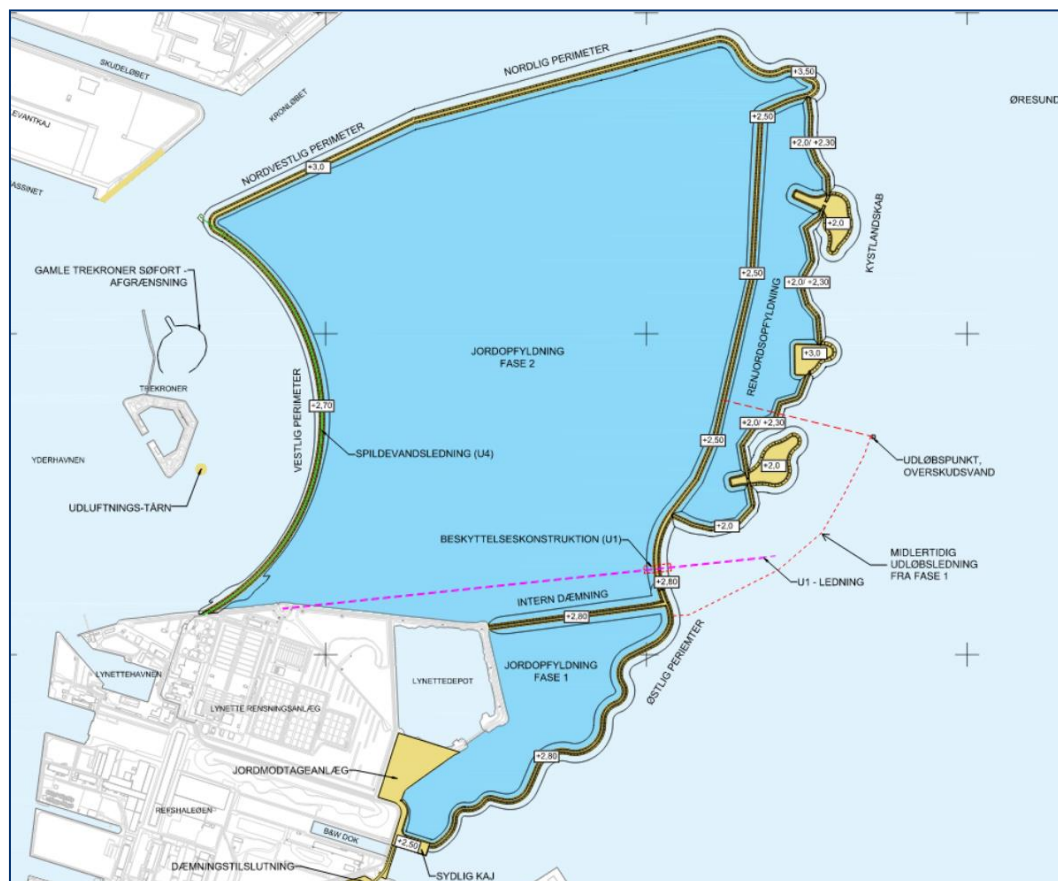 SKUDELØBET
KRONLØBET
LEVANTKAJ
ASSINET
NORDLIG PERIMETER
NORDVESTLIG PERIMETER
+3,50
+2,50
ØRESUND
+3,0
+2,0/ +2,30
+2,0
KYSTLANDSKAB
GAMLE TREKRONER SØFORT -
AFGRÆNSNING
+2,50
+2,0/ +2,30
RENJORDSOPFYLDNING
JORDOPFYLDNING
FASE 2
+3,0
TREKRONER
VESTLIG PERIMETER
+2,70
+2,0/ +2,30
+2,50
UDLØBSPUNKT,
OVERSKUDSVAND
YDERHAVNEN
SPILDEVANDSLEDNING (U4)
+2,0
UDLUFTNINGS-TÅRN
+2,0
BESKYTTELSESKONSTRUKTION (U1)
MIDLERTIDIG
UDLØBSLEDNING
FRA FASE 1
U1 - LEDNING
+2,80
INTERN DÆMNING
+2,80
JORDOPFYLDNING
FASE 1
ØSTLIG PERIEMTER
LYNETTEHAVNEN
LYNETTEDEPOT
LYNETTE RENSNINGSANLÆG
+2,80
JORDMODTAGEANLÆG
REFSHALEØEN
B&W DOK
+2,50
DÆMNINGSTILSLUTNING
SYDLIG KAJ